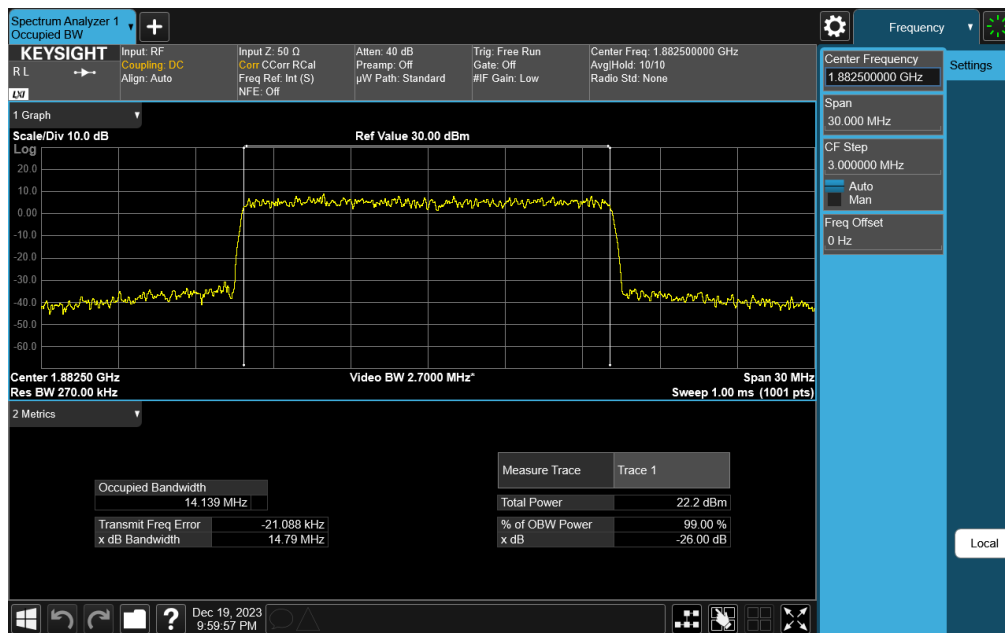 Spectrum Analyzer 1
Occupied BW
Frequency
KEYSIGHT
R L
LXI
Input: RF
Coupling: DC
Align: Auto
Input Z: 50 Ω
Corr CCorr RCal
Freq Ref: Int (S)
NFE: Off
Atten: 40 dB
Preamp: Off
µW Path: Standard
Trig: Free Run
Gate: Off
#IF Gain: Low
Center Freq: 1.882500000 GHz
Avg|Hold: 10/10
Radio Std: None
Center Frequency
1.882500000 GHz
Settings
Span
30.000 MHz
CF Step
3.000000 MHz
Auto
Man
Freq Offset
0 Hz
1 Graph
Scale/Div 10.0 dB
Ref Value 30.00 dBm
Log
20.0
10.0
0.00
-10.0
-20.0
-30.0
-40.0
-50.0
-60.0
Center 1.88250 GHz
Video BW 2.7000 MHz*
Span 30 MHz
Res BW 270.00 kHz
Sweep 1.00 ms (1001 pts)
2 Metrics
Occupied Bandwidth
14.139 MHz
Transmit Freq Error -21.088 kHz
x dB Bandwidth 14.79 MHz
Measure Trace Trace 1
Total Power 22.2 dBm
% of OBW Power 99.00 %
x dB -26.00 dB
Local
Dec 19, 2023
9:59:57 PM